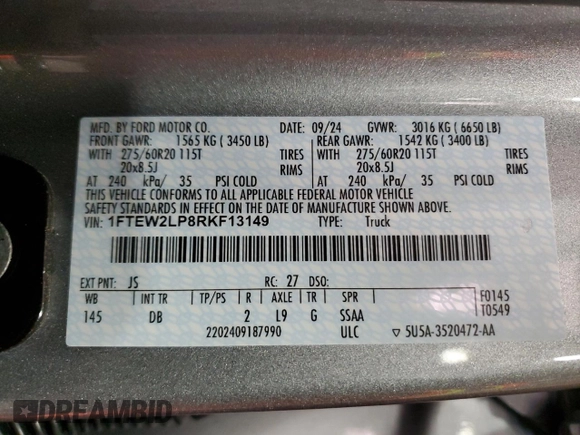 MFD. BY FORD MOTOR CO. DATE: 09/24 GVWR: 3016 KG ( 6650 LB)
FRONT GAWR: 1565 KG ( 3450 LB) REAR GAWR: 1542 KG ( 3400 LB)
WITH 275/60R20 115T TIRES WITH 275/60R20 115T TIRES
20x8.5J RIMS 20x8.5J RIMS
AT 240 kPa/ 35 PSI COLD AT 240 kPa/ 35 PSI COLD
THIS VEHICLE CONFORMS TO ALL APPLICABLE FEDERAL MOTOR VEHICLE
SAFETY STANDARDS IN EFFECT ON THE DATE OF MANUFACTURE SHOWN ABOVE.
VIN: 1FTEW2LP8RKF13149 TYPE: Truck
EXT PNT: JS RC: 27 DSO:
WB INT TR TP/PS R AXLE TR SPR F0145
145 DB 2 L9 G SSAA T0549
2202409187990 ULC ▽ 5U5A-3520472-AA
DREAMBID.COM